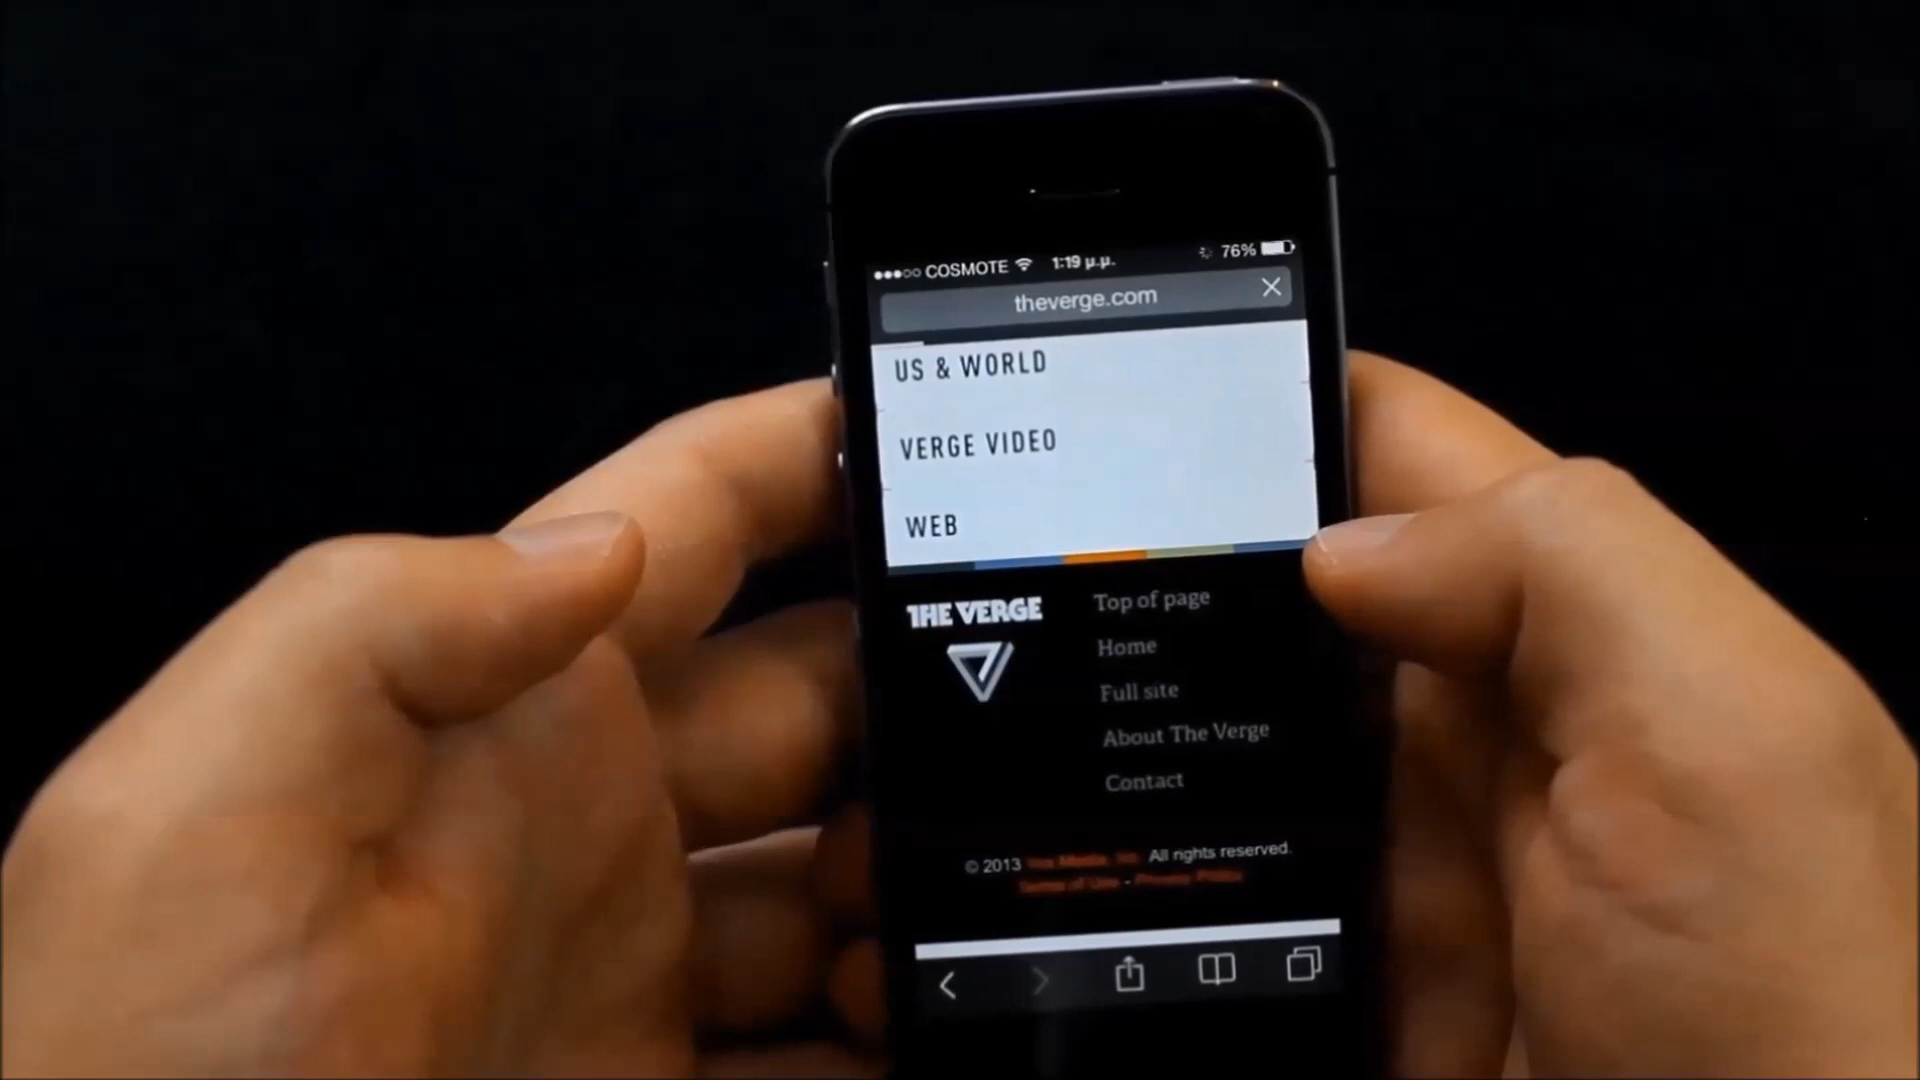 COSMOTE 1:19 μ.μ. 76%
theverge.com
US & WORLD
VERGE VIDEO
WEB
THE VERGE
Top of page
Home
Full site
About The Verge
Contact
© 2013 Vox Media, Inc. All rights reserved.
Terms of Use - Privacy Policy